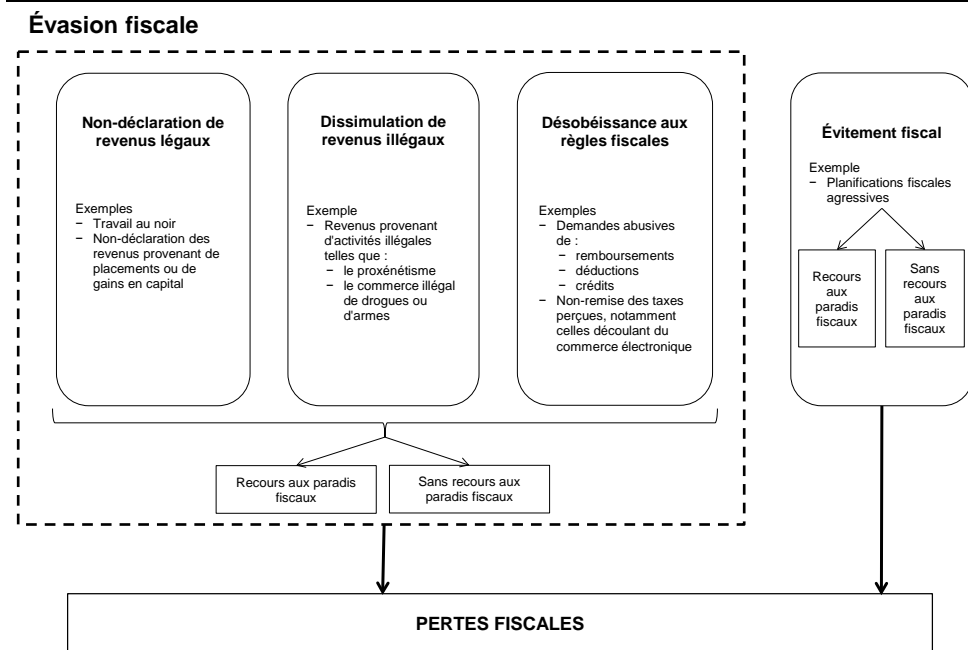 Évasion fiscale
Non-déclaration de
revenus légaux
Exemples
− Travail au noir
− Non-déclaration des
revenus provenant de
placements ou de
gains en capital
Dissimulation de
revenus illégaux
Exemple
− Revenus provenant
d'activités illégales
telles que :
− le proxénétisme
− le commerce illégal
de drogues ou
d'armes
Désobéissance aux
règles fiscales
Exemples
− Demandes abusives
de :
− remboursements
− déductions
− crédits
− Non-remise des taxes
perçues, notamment
celles découlant du
commerce électronique
Évitement fiscal
Exemple
− Planifications fiscales
agressives
Recours
aux
paradis
fiscaux
Sans
recours
aux
paradis
fiscaux
Recours aux paradis
fiscaux
Sans recours aux
paradis fiscaux
PERTES FISCALES